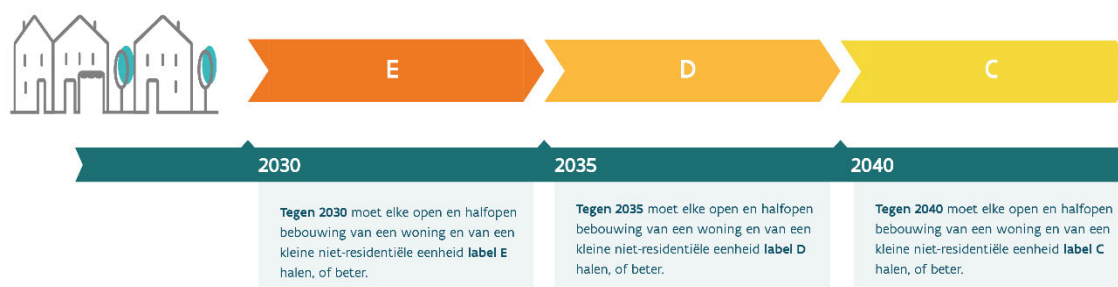 E
D
C
2030
2035
2040
Tegen 2030 moet elke open en halfopen
bebouwing van een woning en van een
kleine niet-residentiële eenheid label E
halen, of beter.
Tegen 2035 moet elke open en halfopen
bebouwing van een woning en van een
kleine niet-residentiële eenheid label D
halen, of beter.
Tegen 2040 moet elke open en halfopen
bebouwing van een woning en van een
kleine niet-residentiële eenheid label C
halen, of beter.